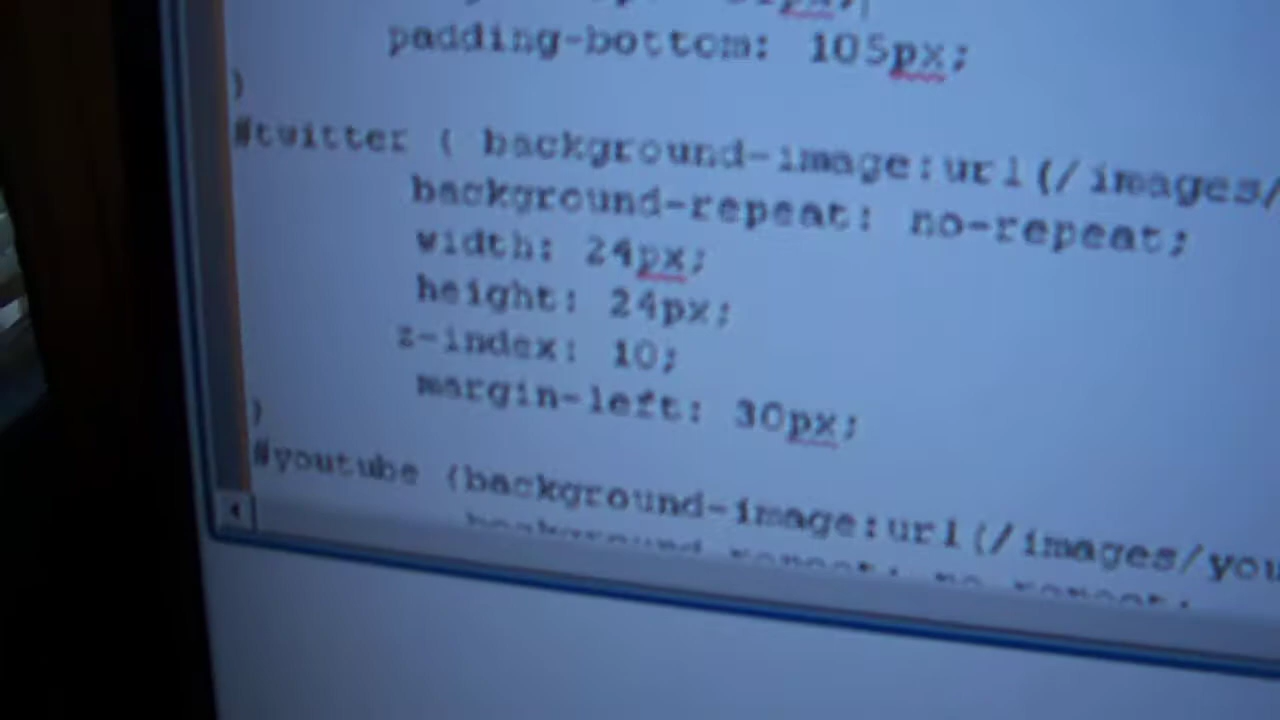 padding-bottom: 105px;
}
#twitter { background-image:url(/images/
background-repeat: no-repeat;
width: 24px;
height: 24px;
z-index: 10;
margin-left: 30px;
}
#youtube {background-image:url(/images/you